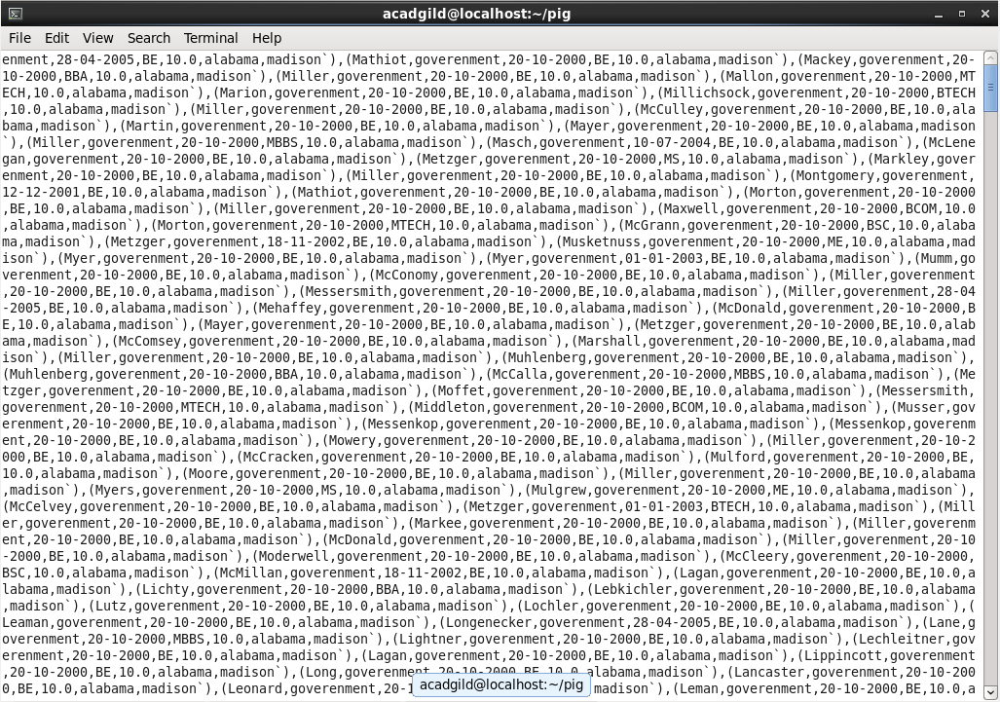 acadgild@localhost:~/pig
File Edit View Search Terminal Help
enment,28-04-2005,BE,10.0,alabama,madison`),(Mathiot,goverenment,20-10-2000,BE,10.0,alabama,madison`),(Mackey,goverenment,20-
10-2000,BBA,10.0,alabama,madison`),(Miller,goverenment,20-10-2000,BE,10.0,alabama,madison`),(Mallon,goverenment,20-10-2000,MT
ECH,10.0,alabama,madison`),(Marion,goverenment,20-10-2000,BE,10.0,alabama,madison`),(Millichsock,goverenment,20-10-2000,BTECH
,10.0,alabama,madison`),(Miller,goverenment,20-10-2000,BE,10.0,alabama,madison`),(McCulley,goverenment,20-10-2000,BE,10.0,ala
bama,madison`),(Martin,goverenment,20-10-2000,BE,10.0,alabama,madison`),(Mayer,goverenment,20-10-2000,BE,10.0,alabama,madison
`),(Miller,goverenment,20-10-2000,MBBS,10.0,alabama,madison`),(Masch,goverenment,10-07-2004,BE,10.0,alabama,madison`),(McLene
gan,goverenment,20-10-2000,BE,10.0,alabama,madison`),(Metzger,goverenment,20-10-2000,MS,10.0,alabama,madison`),(Markley,gover
enment,20-10-2000,BE,10.0,alabama,madison`),(Miller,goverenment,20-10-2000,BE,10.0,alabama,madison`),(Montgomery,goverenment,
12-12-2001,BE,10.0,alabama,madison`),(Mathiot,goverenment,20-10-2000,BE,10.0,alabama,madison`),(Morton,goverenment,20-10-2000
,BE,10.0,alabama,madison`),(Miller,goverenment,20-10-2000,BE,10.0,alabama,madison`),(Maxwell,goverenment,20-10-2000,BCOM,10.0
,alabama,madison`),(Morton,goverenment,20-10-2000,MTECH,10.0,alabama,madison`),(McGrann,goverenment,20-10-2000,BSC,10.0,alaba
ma,madison`),(Metzger,goverenment,18-11-2002,BE,10.0,alabama,madison`),(Musketnuss,goverenment,20-10-2000,ME,10.0,alabama,mad
ison`),(Myer,goverenment,20-10-2000,BE,10.0,alabama,madison`),(Myer,goverenment,01-01-2003,BE,10.0,alabama,madison`),(Mumm,go
verenment,20-10-2000,BE,10.0,alabama,madison`),(McConomy,goverenment,20-10-2000,BE,10.0,alabama,madison`),(Miller,goverenment
,20-10-2000,BE,10.0,alabama,madison`),(Messersmith,goverenment,20-10-2000,BE,10.0,alabama,madison`),(Miller,goverenment,28-04
-2005,BE,10.0,alabama,madison`),(Mehaffey,goverenment,20-10-2000,BE,10.0,alabama,madison`),(McDonald,goverenment,20-10-2000,B
E,10.0,alabama,madison`),(Mayer,goverenment,20-10-2000,BE,10.0,alabama,madison`),(Metzger,goverenment,20-10-2000,BE,10.0,alab
ama,madison`),(McComsey,goverenment,20-10-2000,BE,10.0,alabama,madison`),(Marshall,goverenment,20-10-2000,BE,10.0,alabama,mad
ison`),(Miller,goverenment,20-10-2000,BE,10.0,alabama,madison`),(Muhlenberg,goverenment,20-10-2000,BE,10.0,alabama,madison`),
(Muhlenberg,goverenment,20-10-2000,BBA,10.0,alabama,madison`),(McCalla,goverenment,20-10-2000,MBBS,10.0,alabama,madison`),(Me
tzger,goverenment,20-10-2000,BE,10.0,alabama,madison`),(Moffet,goverenment,20-10-2000,BE,10.0,alabama,madison`),(Messersmith,
goverenment,20-10-2000,MTECH,10.0,alabama,madison`),(Middleton,goverenment,20-10-2000,BCOM,10.0,alabama,madison`),(Musser,gov
erenment,20-10-2000,BE,10.0,alabama,madison`),(Messenkop,goverenment,20-10-2000,BE,10.0,alabama,madison`),(Messenkop,goverenm
ent,20-10-2000,BE,10.0,alabama,madison`),(Mowery,goverenment,20-10-2000,BE,10.0,alabama,madison`),(Miller,goverenment,20-10-2
000,BE,10.0,alabama,madison`),(McCracken,goverenment,20-10-2000,BE,10.0,alabama,madison`),(Mulford,goverenment,20-10-2000,BE,
10.0,alabama,madison`),(Moore,goverenment,20-10-2000,BE,10.0,alabama,madison`),(Miller,goverenment,20-10-2000,BE,10.0,alabama
,madison`),(Myers,goverenment,20-10-2000,MS,10.0,alabama,madison`),(Mulgrew,goverenment,20-10-2000,ME,10.0,alabama,madison`),
(McCelvey,goverenment,20-10-2000,BE,10.0,alabama,madison`),(Metzger,goverenment,01-01-2003,BTECH,10.0,alabama,madison`),(Mill
er,goverenment,20-10-2000,BE,10.0,alabama,madison`),(Markee,goverenment,20-10-2000,BE,10.0,alabama,madison`),(Miller,goverenm
ent,20-10-2000,BE,10.0,alabama,madison`),(McDonald,goverenment,20-10-2000,BE,10.0,alabama,madison`),(Miller,goverenment,20-10
-2000,BE,10.0,alabama,madison`),(Moderwell,goverenment,20-10-2000,BE,10.0,alabama,madison`),(McCleery,goverenment,20-10-2000,
BSC,10.0,alabama,madison`),(McMillan,goverenment,18-11-2002,BE,10.0,alabama,madison`),(Lagan,goverenment,20-10-2000,BE,10.0,a
labama,madison`),(Lichty,goverenment,20-10-2000,BBA,10.0,alabama,madison`),(Lebkichler,goverenment,20-10-2000,BE,10.0,alabama
,madison`),(Lutz,goverenment,20-10-2000,BE,10.0,alabama,madison`),(Lochler,goverenment,20-10-2000,BE,10.0,alabama,madison`),(
Leaman,goverenment,20-10-2000,BE,10.0,alabama,madison`),(Longenecker,goverenment,28-04-2005,BE,10.0,alabama,madison`),(Lane,g
overenment,20-10-2000,MBBS,10.0,alabama,madison`),(Lightner,goverenment,20-10-2000,BE,10.0,alabama,madison`),(Lechleitner,gov
erenment,20-10-2000,BE,10.0,alabama,madison`),(Lagan,goverenment,20-10-2000,BE,10.0,alabama,madison`),(Lippincott,goverenment
,20-10-2000,BE,10.0,alabama,madison`),(Long,goverenment,20-10-2000,BE,10.0,alabama,madison`),(Lancaster,goverenment,20-10-200
0,BE,10.0,alabama,madison`),(Leonard,goverenment,20-1 madison`),(Leman,goverenment,20-10-2000,BE,10.0,a
acadgild@localhost:~/pig